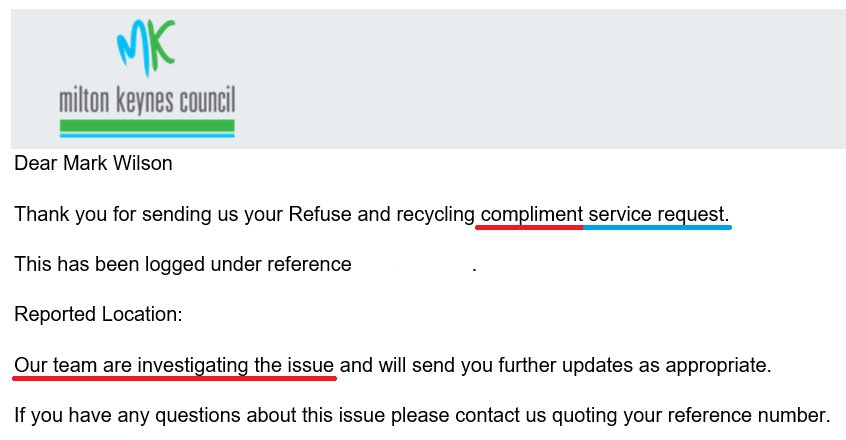 MK
milton keynes council
Dear Mark Wilson
Thank you for sending us your Refuse and recycling compliment service request.
This has been logged under reference .
Reported Location:
Our team are investigating the issue and will send you further updates as appropriate.
If you have any questions about this issue please contact us quoting your reference number.